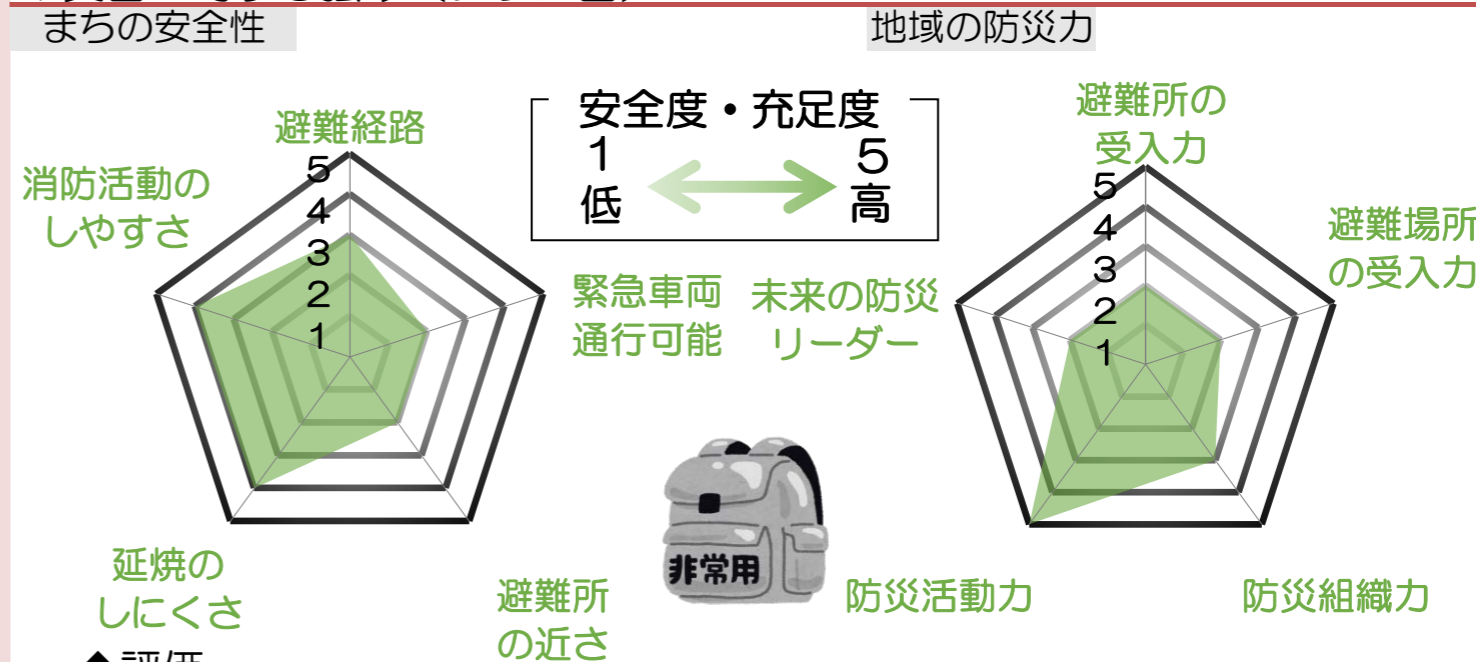 まちの安全性
地域の防災力
安全度・充足度
1
5
低
高
避難経路
5
4
3
2
1
消防活動の
しやすさ
緊急車両
通行可能
延焼の
しにくさ
避難所
の近さ
避難所の
受入力
5
4
3
2
1
避難場所
の受入力
未来の防災
リーダー
防災活動力
防災組織力
非常用